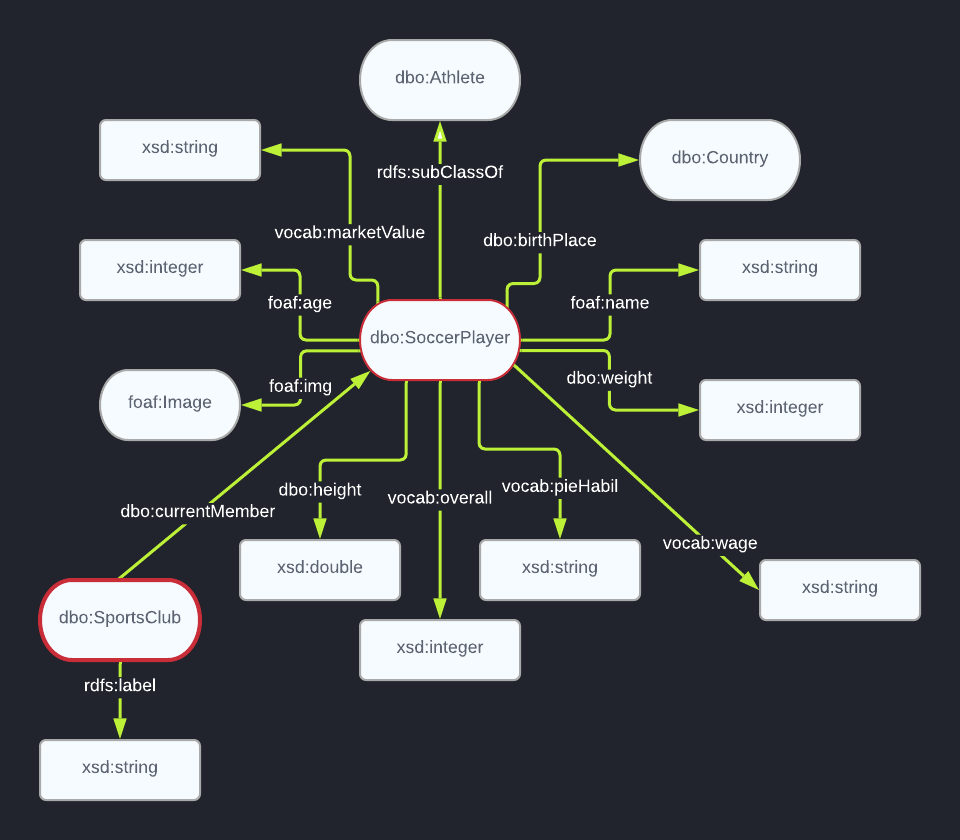 dbo:Athlete
xsd:string
dbo:Country
rdfs:subClassOf
vocab:marketValue
dbo:birthPlace
xsd:integer
xsd:string
foaf:age
foaf:name
dbo:SoccerPlayer
foaf:img
dbo:weight
foaf:Image
xsd:integer
dbo:height
vocab:overall
vocab:pieHabil
dbo:currentMember
vocab:wage
xsd:double
xsd:string
xsd:string
dbo:SportsClub
xsd:integer
rdfs:label
xsd:string